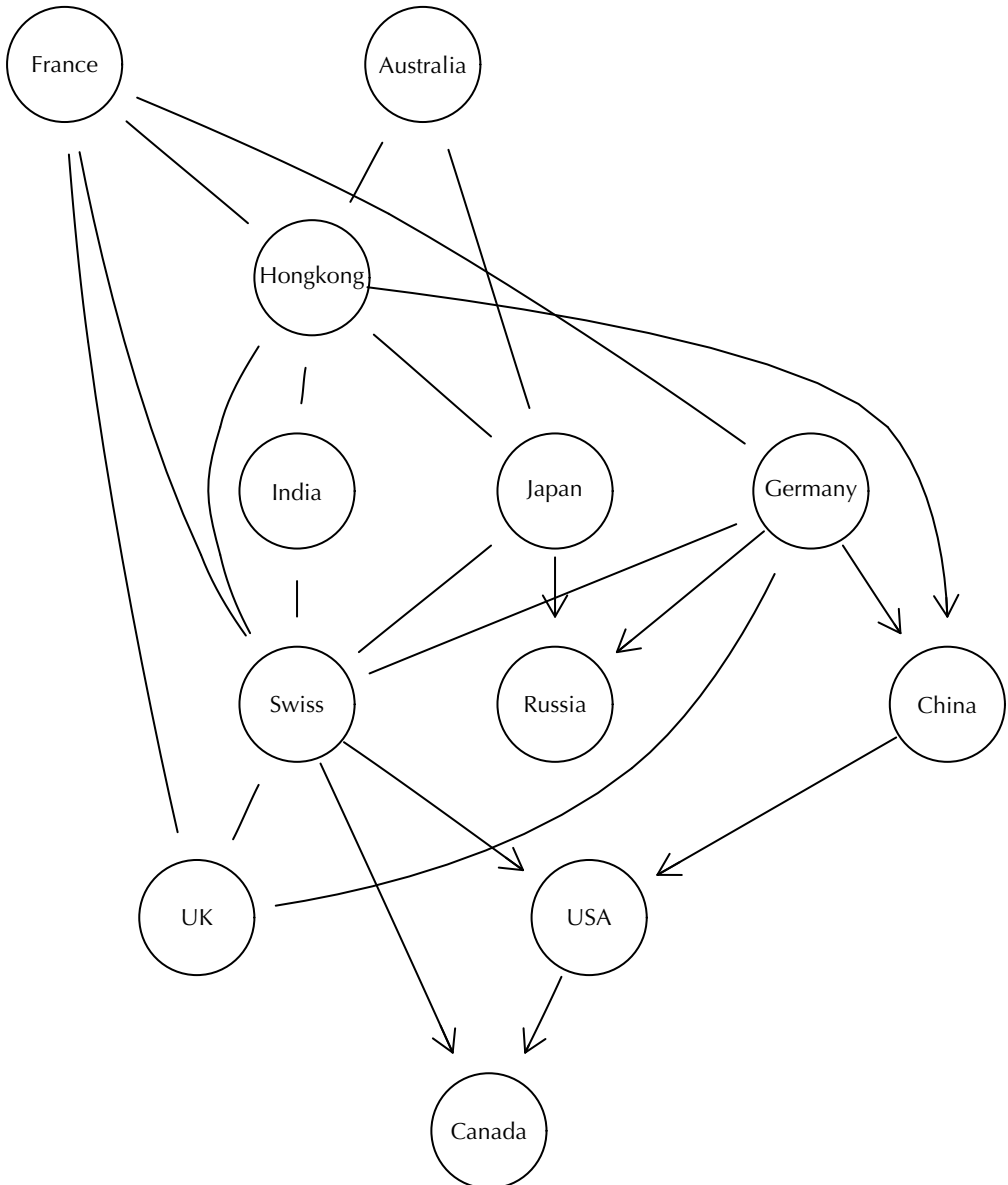 France
Australia
Hongkong
India
Japan
Germany
Swiss
Russia
China
UK
USA
Canada